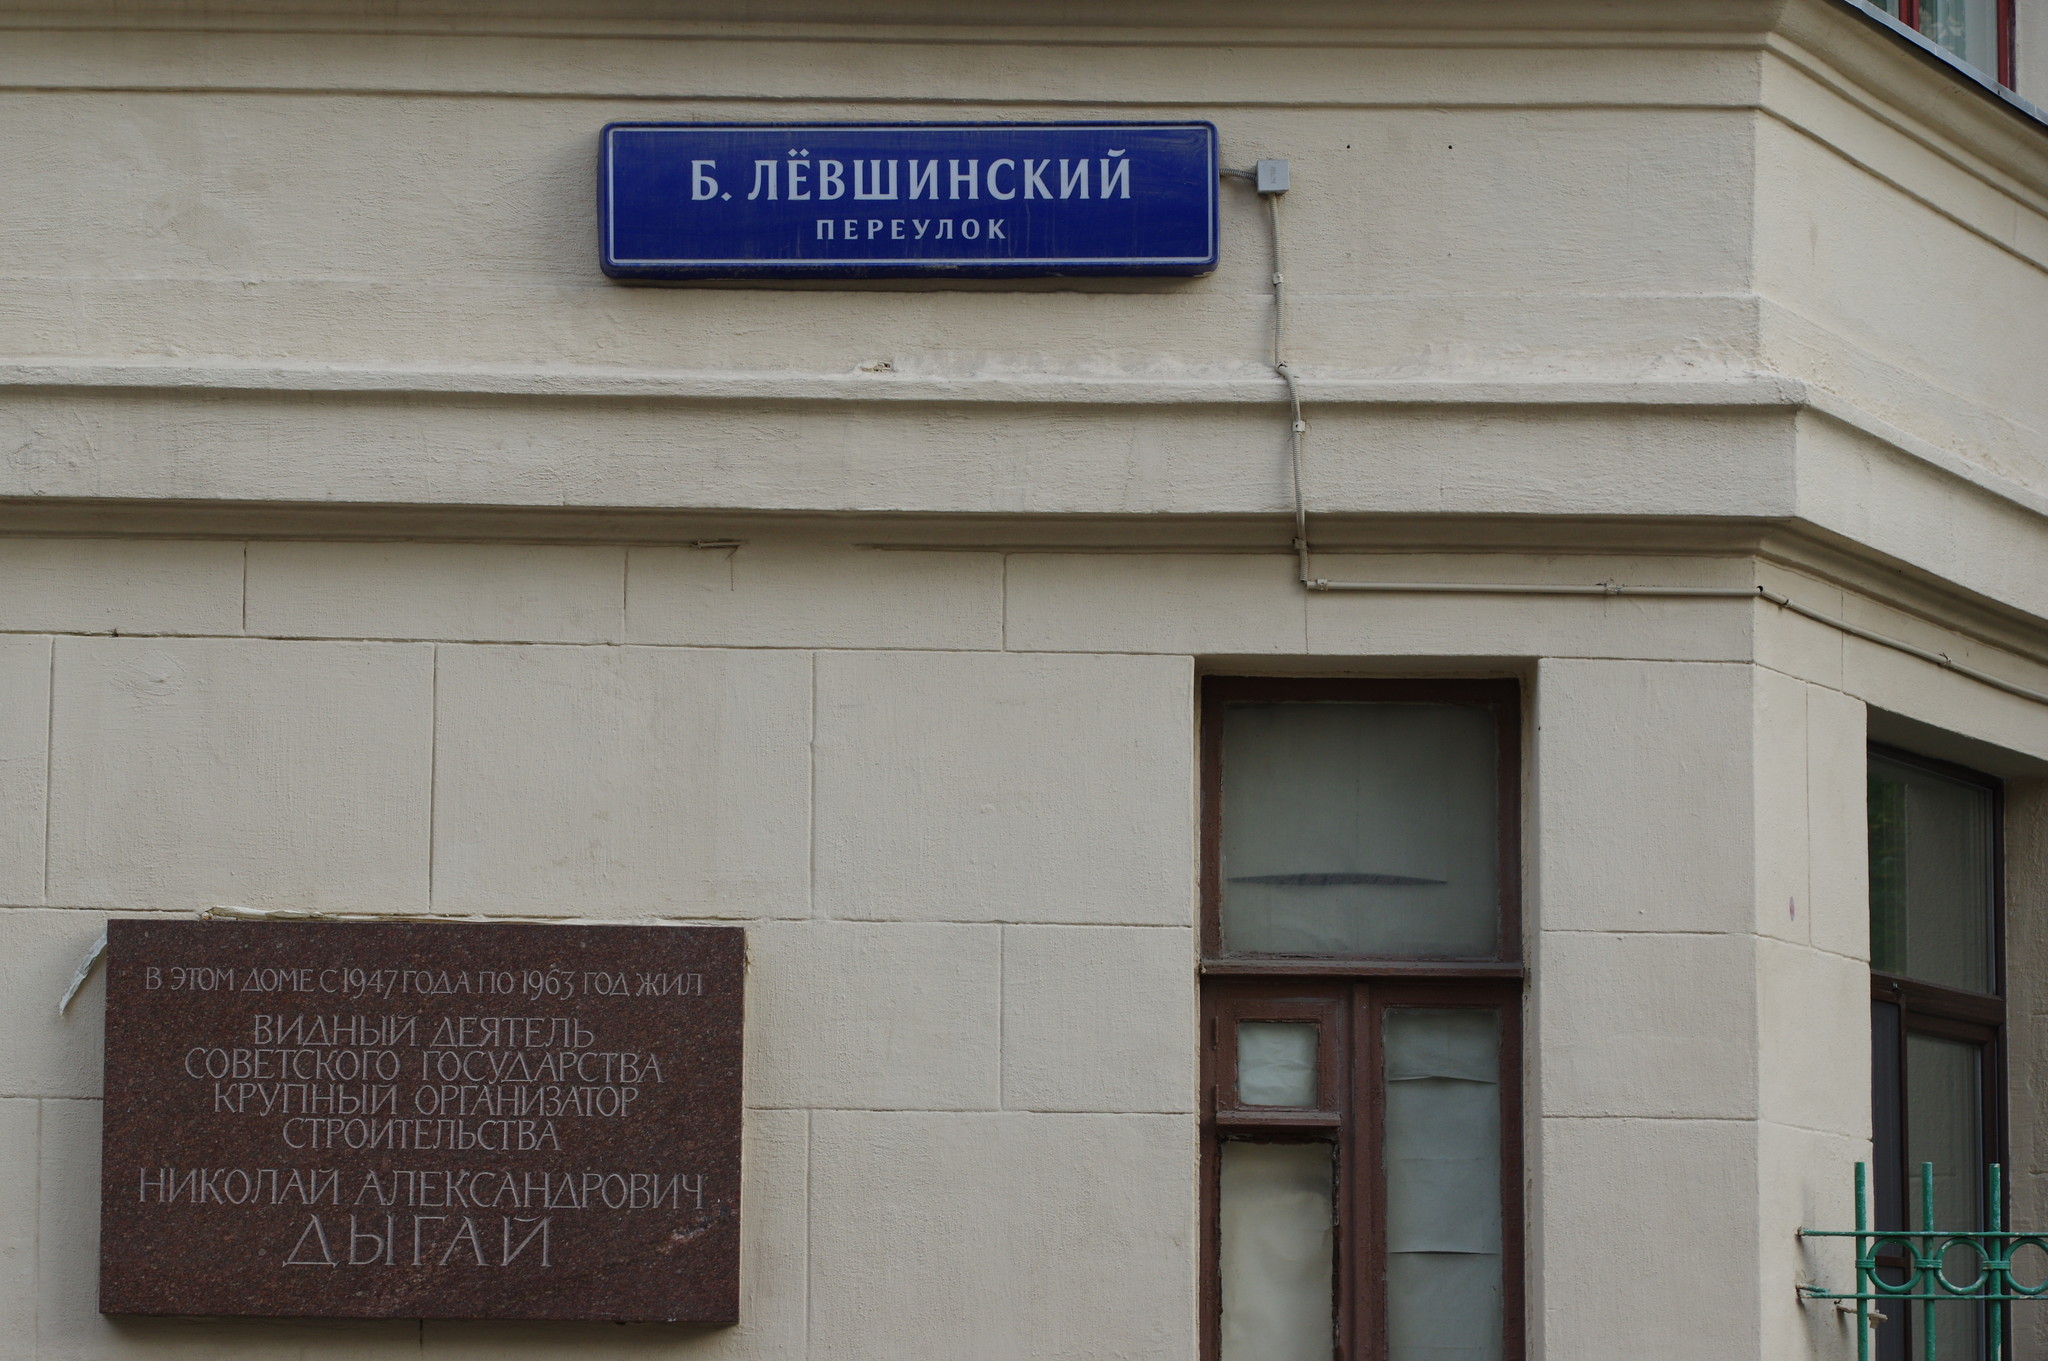 Б. ЛЁВШИНСКИЙ
ПЕРЕУЛОК
В ЭТОМ ДОМЕ С 1947 ГОДА ПО 1963 ГОД ЖИЛ
ВИДНЫЙ ДЕЯТЕЛЬ
СОВЕТСКОГО ГОСУДАРСТВА
КРУПНЫЙ ОРГАНИЗАТОР
СТРОИТЕЛЬСТВА
НИКОЛАЙ АЛЕКСАНДРОВИЧ
ДЫГАЙ